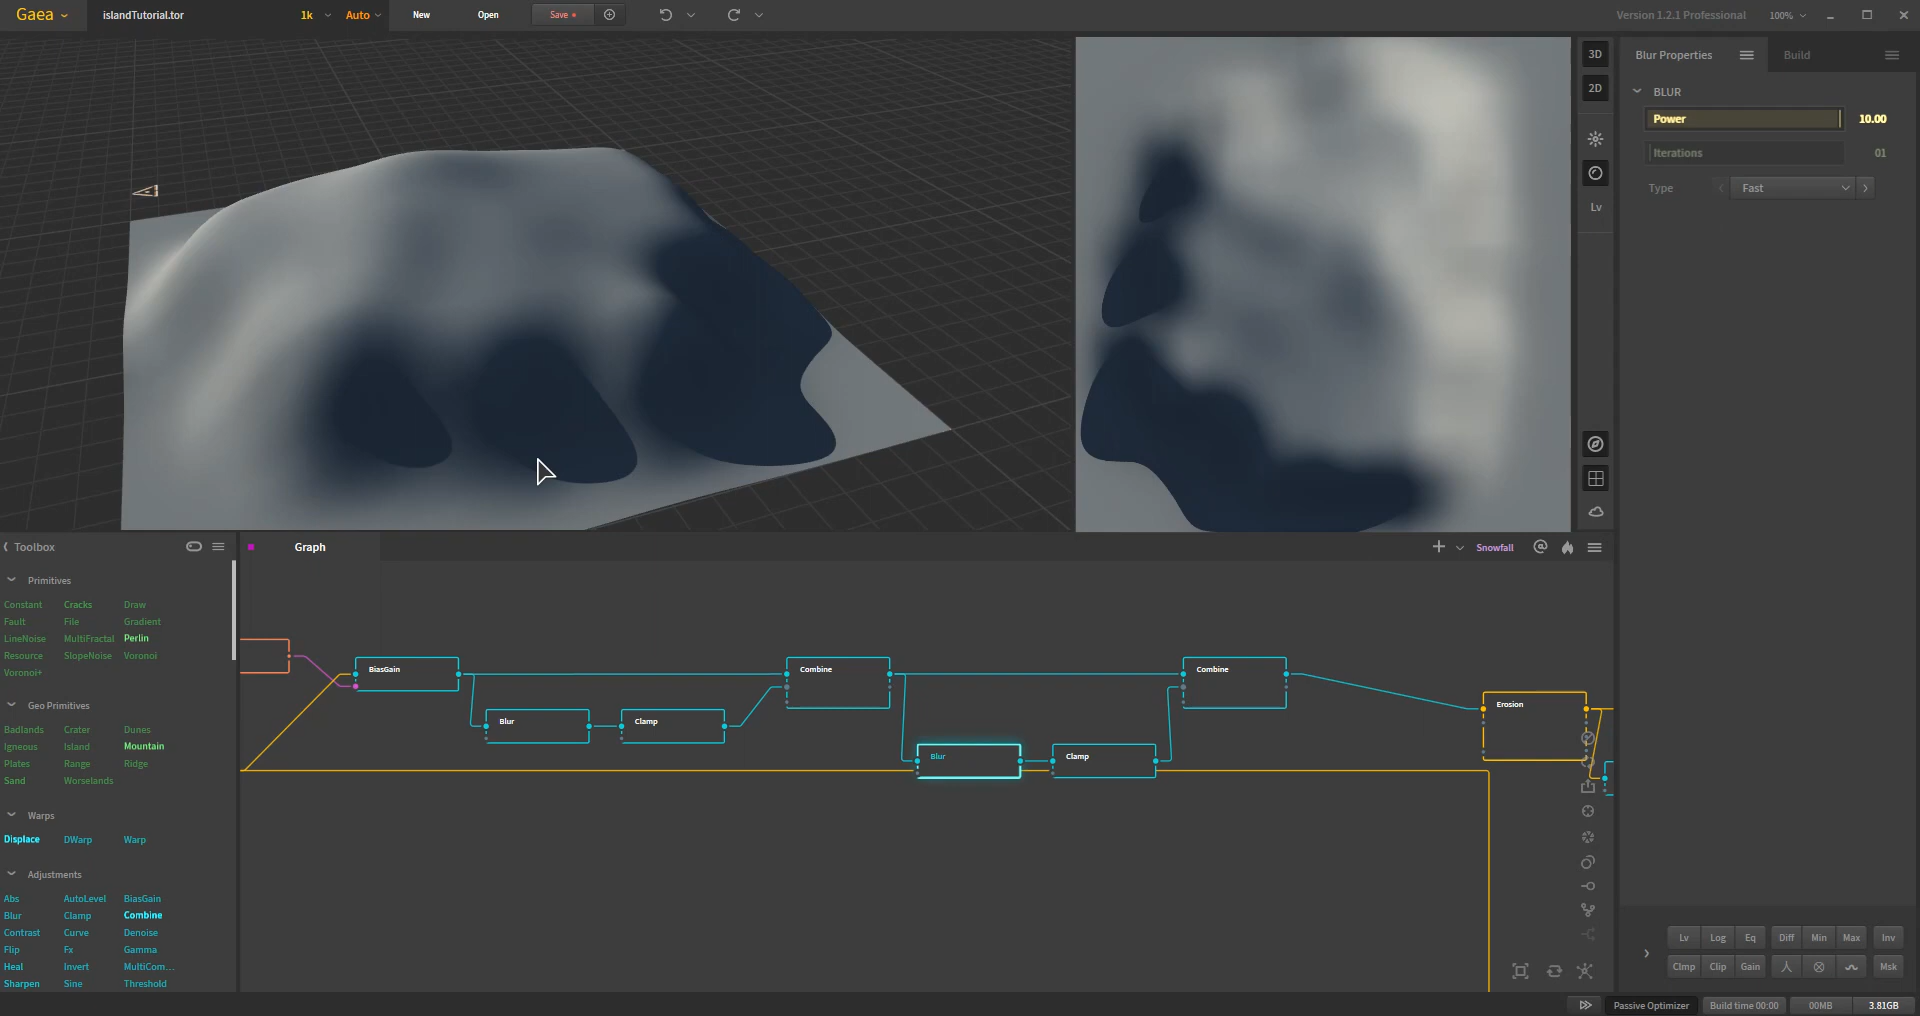 Gaea islandTutorial.tor 1k Auto New Open Save Version 1.2.1 Professional 100%
3D
2D
Lv
Blur Properties Build
BLUR
Power 10.00
Iterations 01
Type Fast
Toolbox
Primitives
Constant Cracks Draw
Fault File Gradient
LineNoise MultiFractal Perlin
Resource SlopeNoise Voronoi
Voronoi+
Geo Primitives
Badlands Crater Dunes
Igneous Island Mountain
Plates Range Ridge
Sand Worselands
Warps
Displace DWarp Warp
Adjustments
Abs AutoLevel BiasGain
Blur Clamp Combine
Contrast Curve Denoise
Flip Fx Gamma
Heal Invert MultiCom...
Sharpen Sine Threshold
Graph Snowfall
BiasGain Combine Combine
Erosion
Blur Clamp
Blur Clamp
Lv Log Eq Diff Min Max Inv
Clmp Clip Gain Msk
Passive Optimizer Build time 00:00 00MB 3.81GB